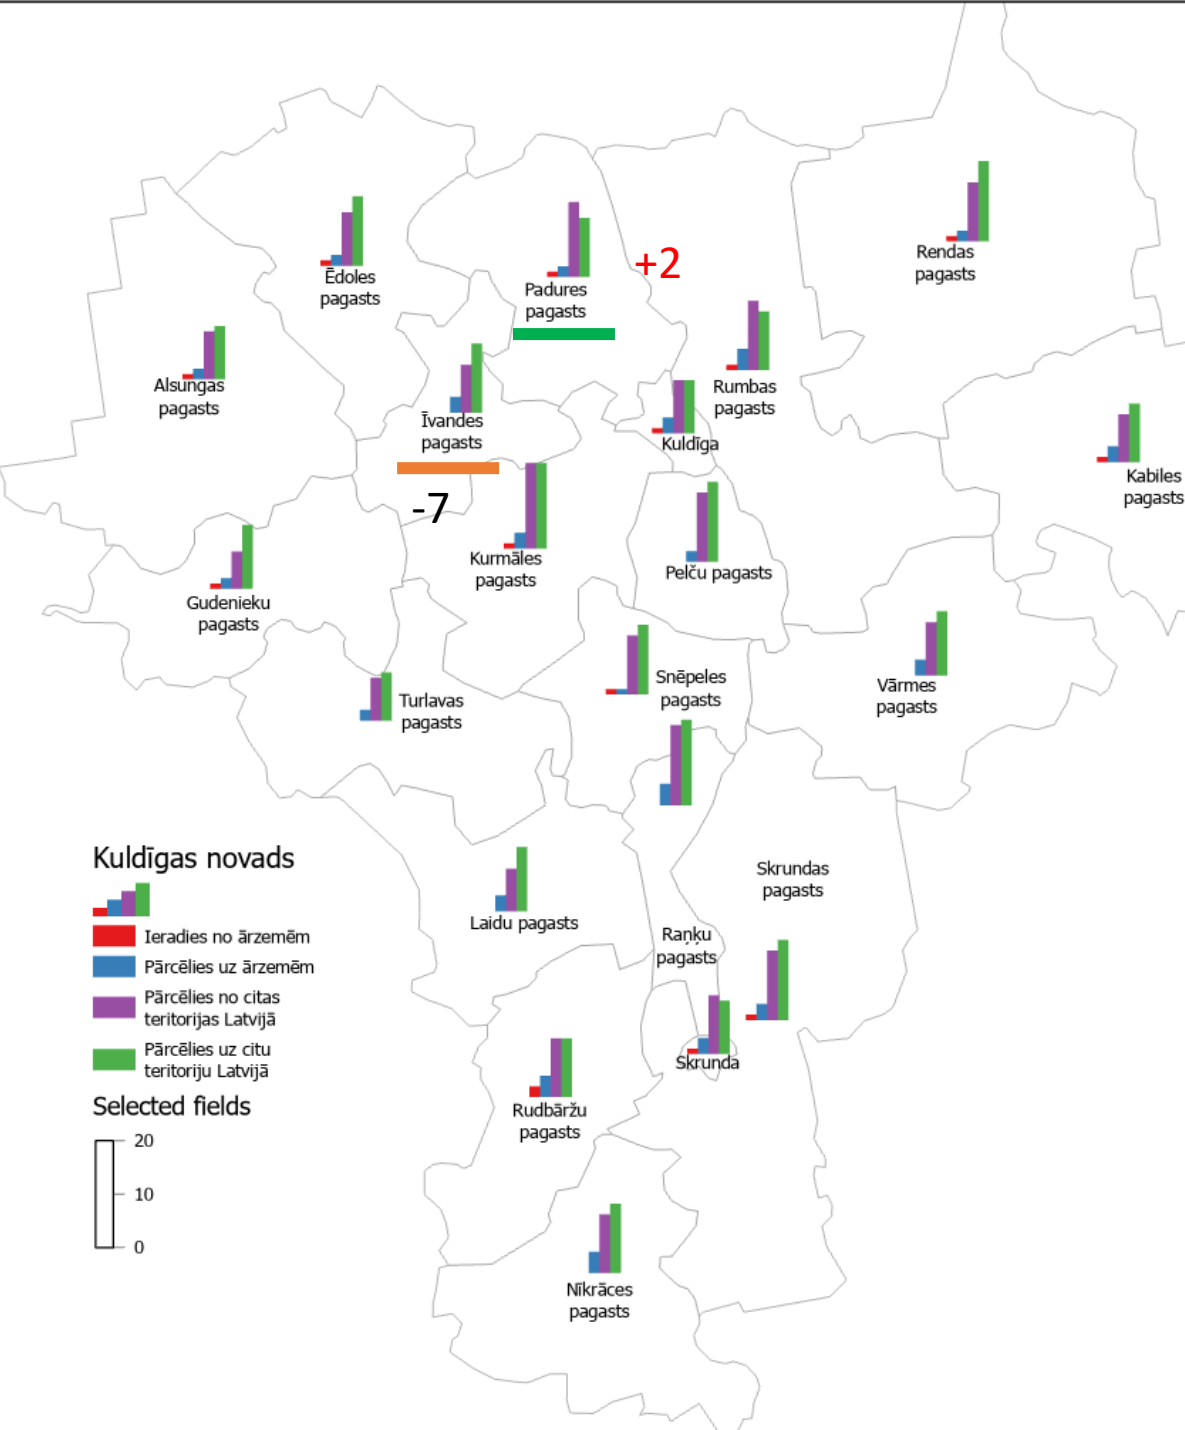 Rendas
pagasts
+2
Ēdoles
pagasts
Padures
pagasts
Alsungas
pagasts
Rumbas
pagasts
Īvandes
pagasts
Kuldīga
Kabiles
pagasts
-7
Kurmāles
pagasts
Pelču pagasts
Gudenieku
pagasts
Snēpeles
pagasts
Vārmes
pagasts
Turlavas
pagasts
Skrundas
pagasts
Laidu pagasts
Raņķu
pagasts
Skrunda
Rudbāržu
pagasts
Nīkrāces
pagasts
Kuldīgas novads
Ieradies no ārzemēm
Pārcēlies uz ārzemēm
Pārcēlies no citas
teritorijas Latvijā
Pārcēlies uz citu
teritoriju Latvijā
Selected fields
20
10
0